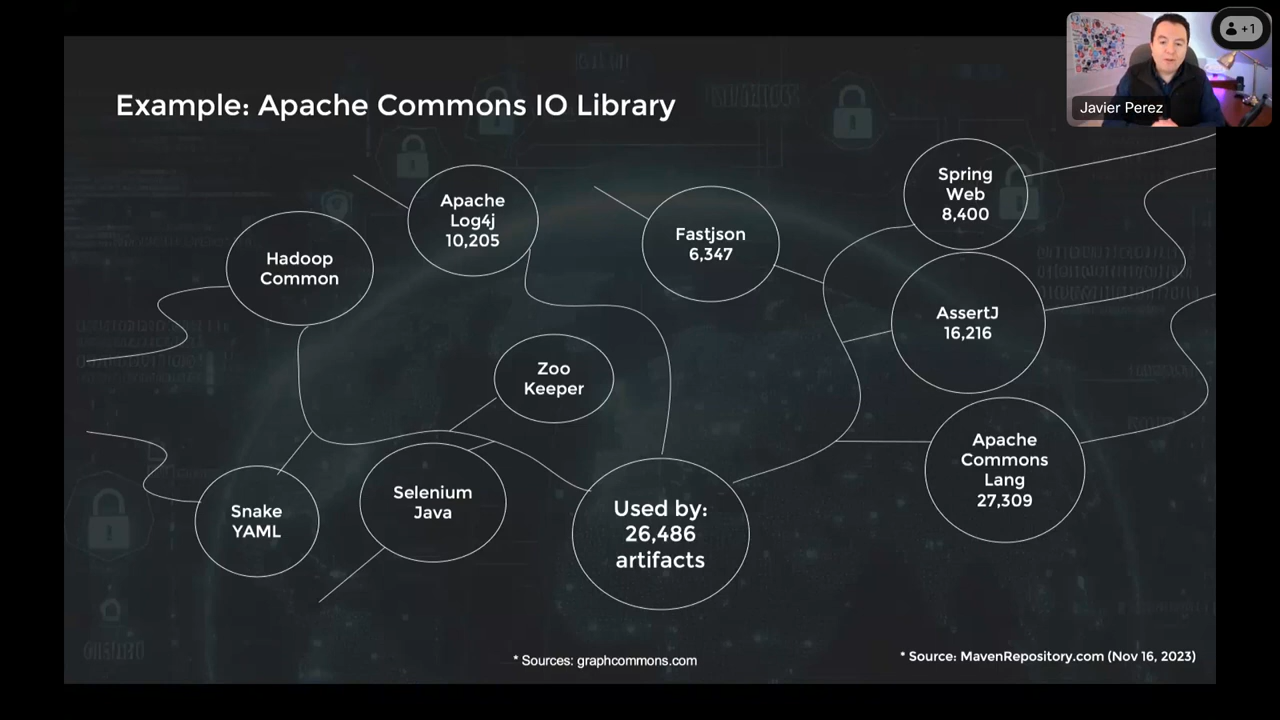 Example: Apache Commons IO Library
+1
Javier Perez
Apache
Log4j
10,205
Hadoop
Common
Fastjson
6,347
Spring
Web
8,400
AssertJ
16,216
Zoo
Keeper
Apache
Commons
Lang
27,309
Snake
YAML
Selenium
Java
Used by:
26,486
artifacts
* Sources: graphcommons.com
* Source: MavenRepository.com (Nov 16, 2023)